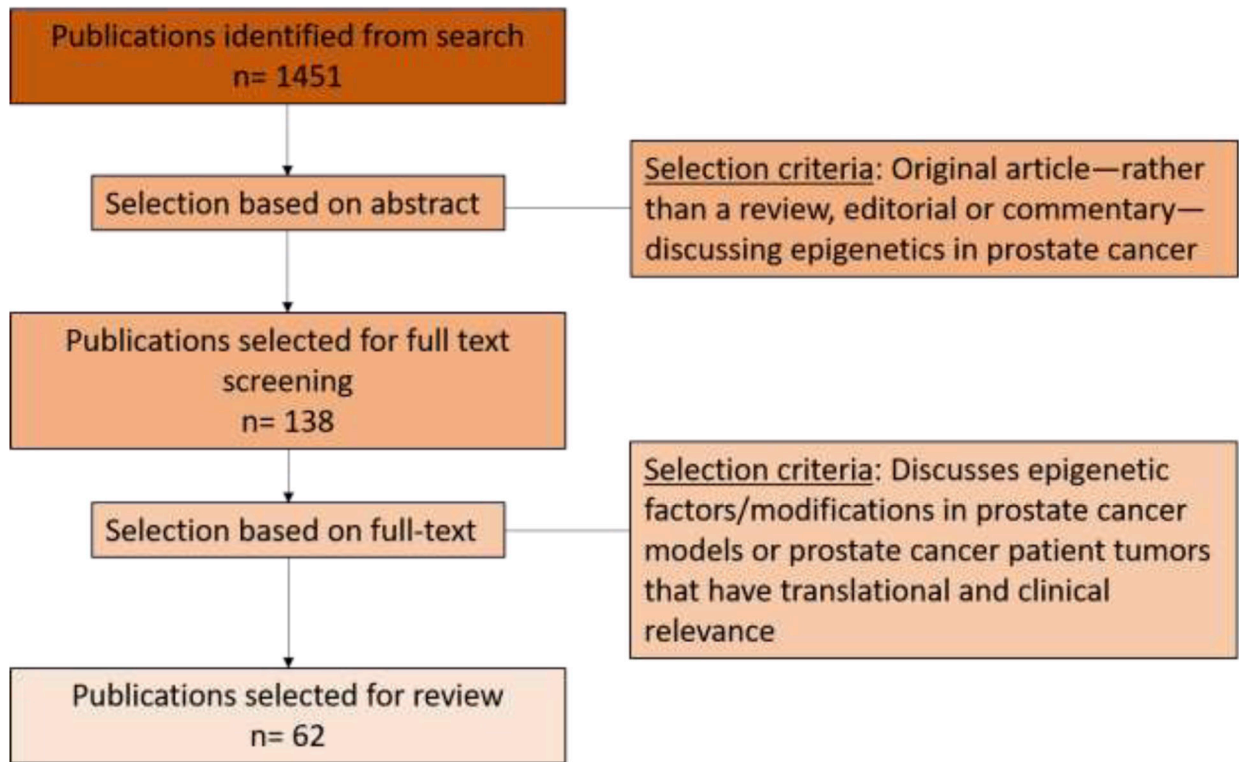 Publications identified from search
n= 1451
Selection based on abstract
Selection criteria: Original article—rather
than a review, editorial or commentary—
discussing epigenetics in prostate cancer
Publications selected for full text
screening
n= 138
Selection based on full-text
Selection criteria: Discusses epigenetic
factors/modifications in prostate cancer
models or prostate cancer patient tumors
that have translational and clinical
relevance
Publications selected for review
n= 62